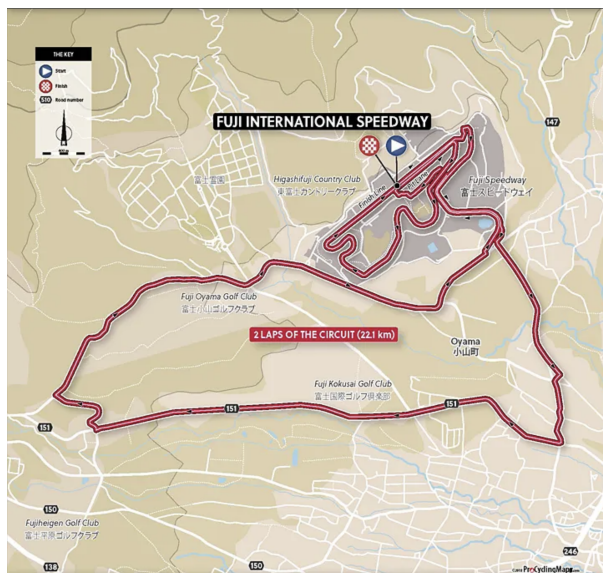 THE KEY
Start
Finish
510 Road number
FUJI INTERNATIONAL SPEEDWAY
147
Higashifuji Country Club
東富士カントリークラブ
Finish Line
Pit Lane
Fuji Speedway
富士スピードウェイ
富士霊園
Fuji Oyama Golf Club
富士小山ゴルフクラブ
2 LAPS OF THE CIRCUIT (22.1 km)
Oyama
小山町
Fuji Kokusai Golf Club
富士国際ゴルフ倶楽部
151
151
151
150
Fujiheigen Golf Club
富士平原ゴルフクラブ
138
150
246
ProCyclingMaps.com